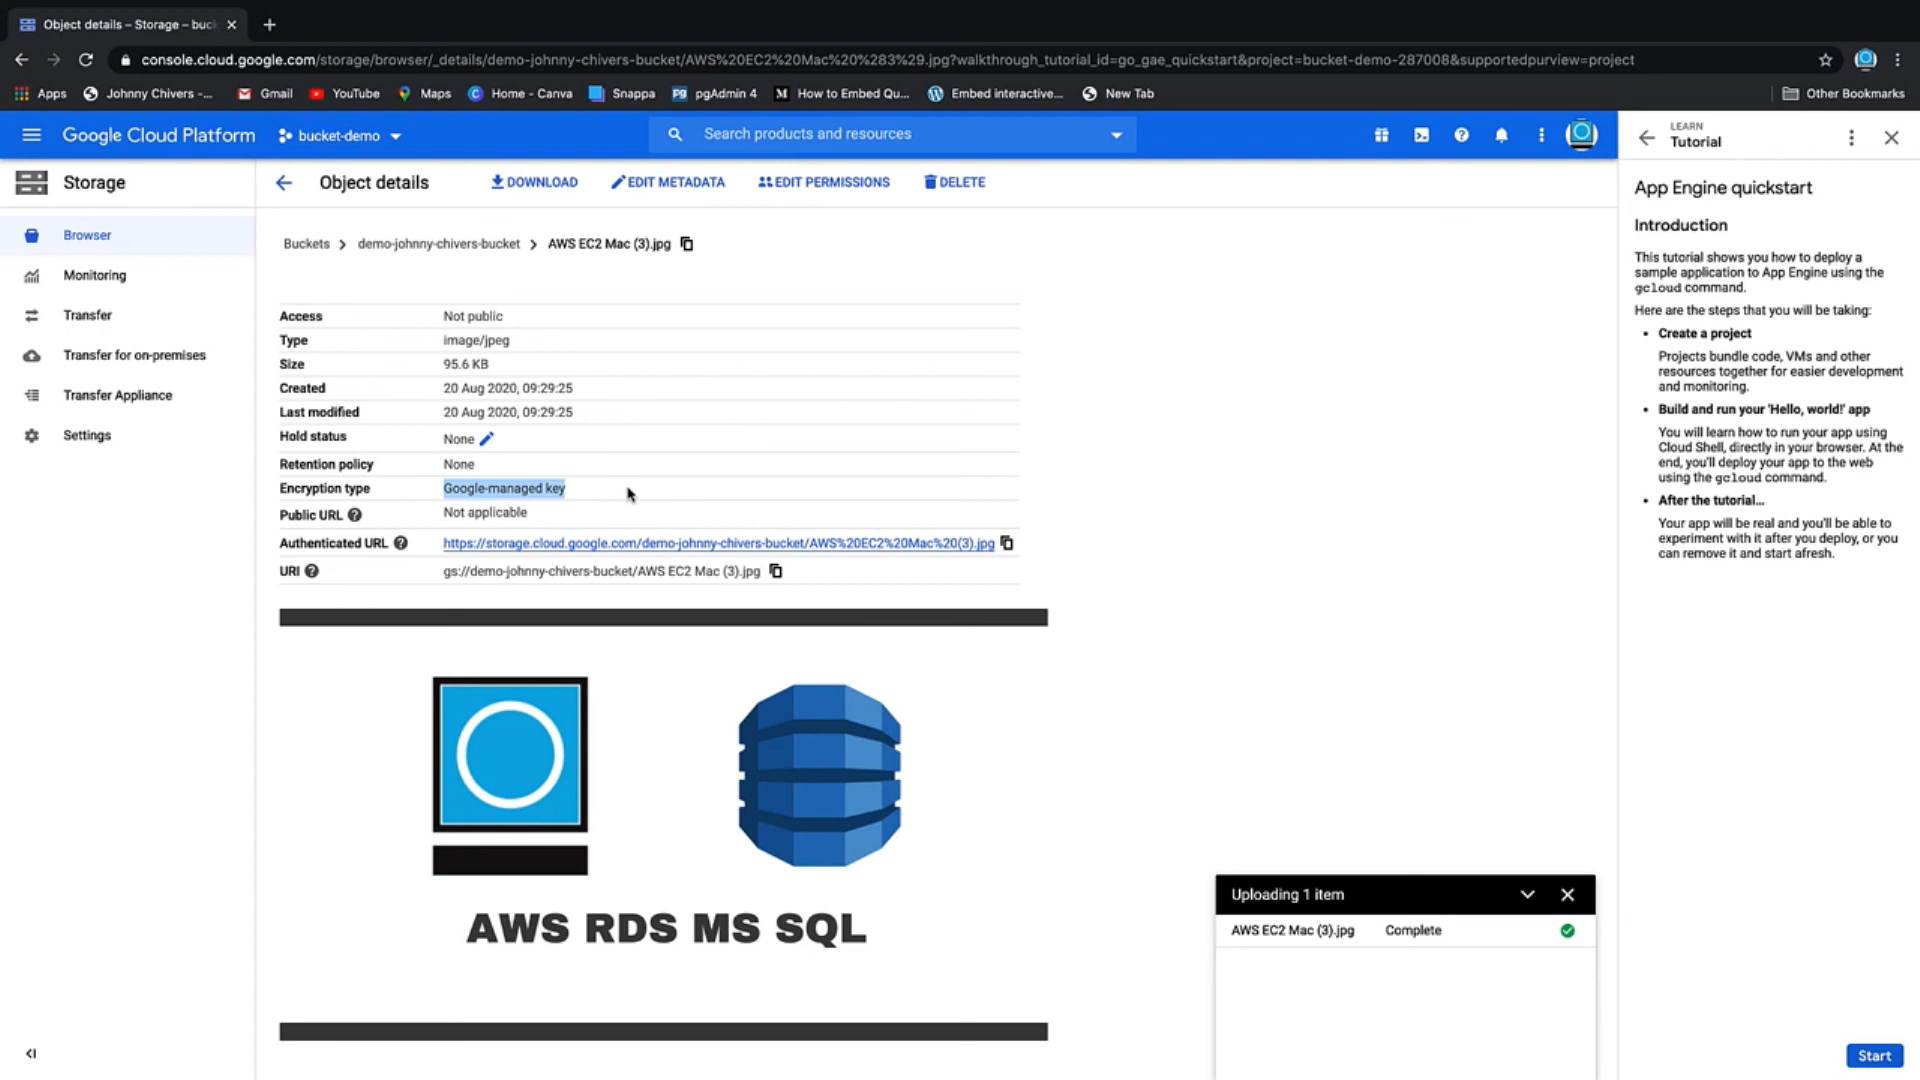 Object details – Storage – buc
console.cloud.google.com/storage/browser/_details/demo-johnny-chivers-bucket/AWS%20EC2%20Mac%20%283%29.jpg?walkthrough_tutorial_id=go_gae_quickstart&project=bucket-demo-287008&supportedpurview=project
Apps Johnny Chivers -... Gmail YouTube Maps Home - Canva Snappa pgAdmin 4 How to Embed Qu... Embed interactive... New Tab Other Bookmarks
Google Cloud Platform bucket-demo Search products and resources
LEARN
Tutorial
Storage
Browser
Monitoring
Transfer
Transfer for on-premises
Transfer Appliance
Settings
Object details DOWNLOAD EDIT METADATA EDIT PERMISSIONS DELETE
Buckets demo-johnny-chivers-bucket AWS EC2 Mac (3).jpg
Access Not public
Type image/jpeg
Size 95.6 KB
Created 20 Aug 2020, 09:29:25
Last modified 20 Aug 2020, 09:29:25
Hold status None
Retention policy None
Encryption type Google-managed key
Public URL Not applicable
Authenticated URL https://storage.cloud.google.com/demo-johnny-chivers-bucket/AWS%20EC2%20Mac%20(3).jpg
URI gs://demo-johnny-chivers-bucket/AWS EC2 Mac (3).jpg
AWS RDS MS SQL
Uploading 1 item
AWS EC2 Mac (3).jpg Complete
App Engine quickstart
Introduction
This tutorial shows you how to deploy a
sample application to App Engine using the
gcloud command.
Here are the steps that you will be taking:
• Create a project
Projects bundle code, VMs and other
resources together for easier development
and monitoring.
• Build and run your 'Hello, world!' app
You will learn how to run your app using
Cloud Shell, directly in your browser. At the
end, you'll deploy your app to the web
using the gcloud command.
• After the tutorial...
Your app will be real and you'll be able to
experiment with it after you deploy, or you
can remove it and start afresh.
Start